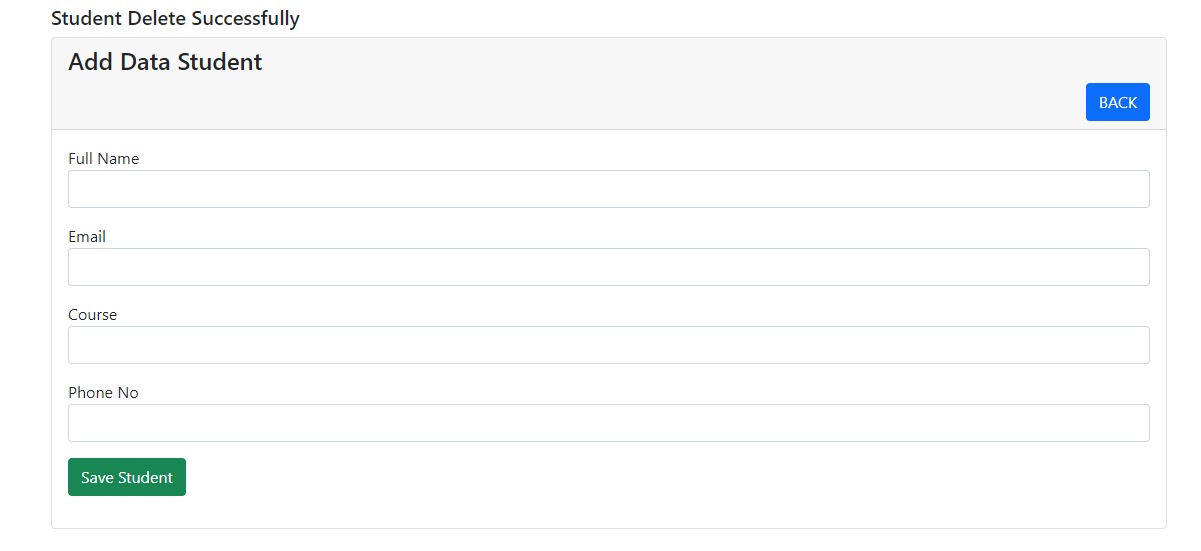 Student Delete Successfully
Add Data Student
BACK
Full Name
Email
Course
Phone No
Save Student